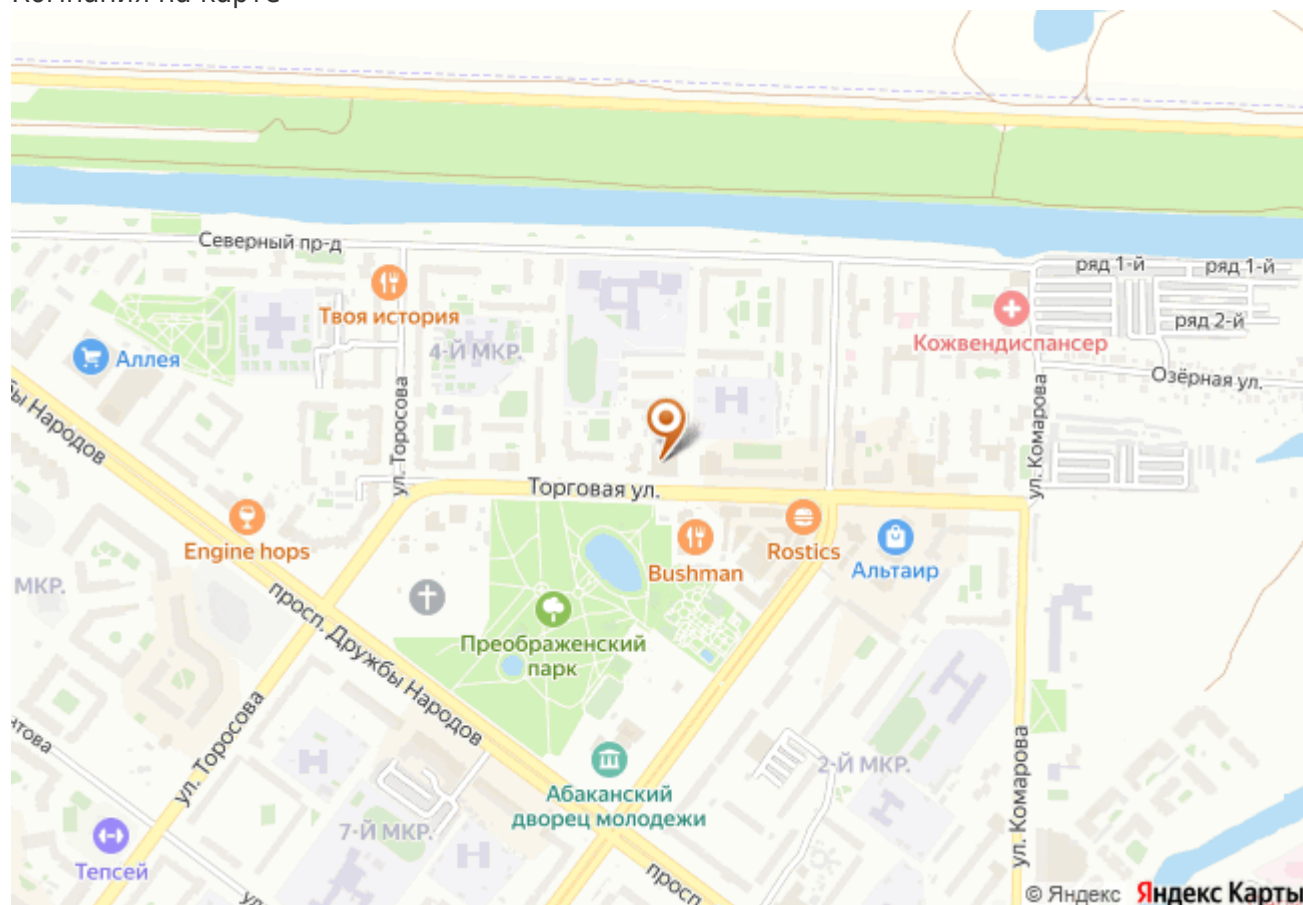 Северный пр-д
ряд 1-й
ряд 1-й
Твоя история
ряд 2-й
Кожвендиспансер
Аллея
4-Й МКР.
Озёрная ул.
ул. Торосова
ул. Комарова
Народов
Торговая ул.
Engine hops
Bushman
Rostics
Альтаир
МКР.
просп. Дружбы Народов
Преображенский
парк
ул. Торосова
ул. Комарова
2-Й МКР.
Абаканский
дворец молодежи
7-Й МКР.
Тепсей
просп.
© Яндекс Яндекс Карты